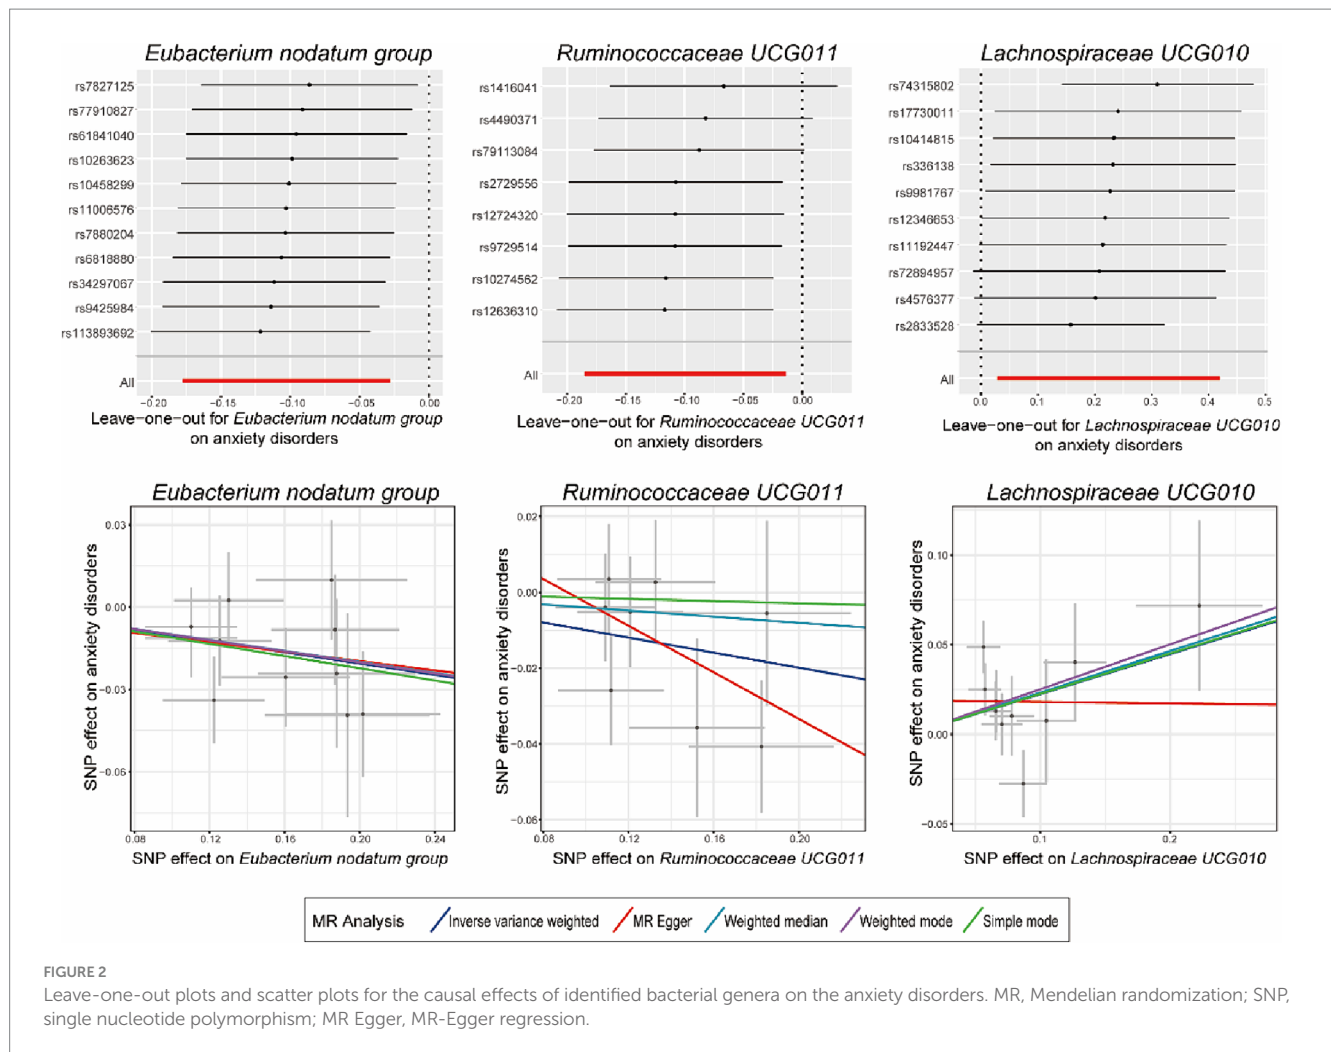 Eubacterium nodatum group
rs7827125
rs77910827
rs61841040
rs10263623
rs10458299
rs11006576
rs7880204
rs6818880
rs34297067
rs9425984
rs113893692
All
−0.20 −0.15 −0.10 −0.05 0.00
Leave−one−out for Eubacterium nodatum group
on anxiety disorders
Ruminococcaceae UCG011
rs1416041
rs4490371
rs79113084
rs2729556
rs12724320
rs9729514
rs10274562
rs12636310
All
−0.20 −0.15 −0.10 −0.05 0.00
Leave−one−out for Ruminococcaceae UCG011
on anxiety disorders
Lachnospiraceae UCG010
rs74315802
rs17730011
rs10414815
rs336138
rs9981767
rs12346653
rs11192447
rs72894957
rs4576377
rs2833528
All
0.0 0.1 0.2 0.3 0.4 0.5
Leave−one−out for Lachnospiraceae UCG010
on anxiety disorders
Eubacterium nodatum group
SNP effect on anxiety disorders
0.03
0.00
−0.03
−0.06
0.08 0.12 0.16 0.20 0.24
SNP effect on Eubacterium nodatum group
Ruminococcaceae UCG011
SNP effect on anxiety disorders
0.02
0.00
−0.02
−0.04
−0.06
0.08 0.12 0.16 0.20
SNP effect on Ruminococcaceae UCG011
Lachnospiraceae UCG010
SNP effect on anxiety disorders
0.10
0.05
0.00
−0.05
0.1 0.2
SNP effect on Lachnospiraceae UCG010
MR Analysis Inverse variance weighted MR Egger Weighted median Weighted mode Simple mode
FIGURE 2
Leave-one-out plots and scatter plots for the causal effects of identified bacterial genera on the anxiety disorders. MR, Mendelian randomization; SNP,
single nucleotide polymorphism; MR Egger, MR-Egger regression.